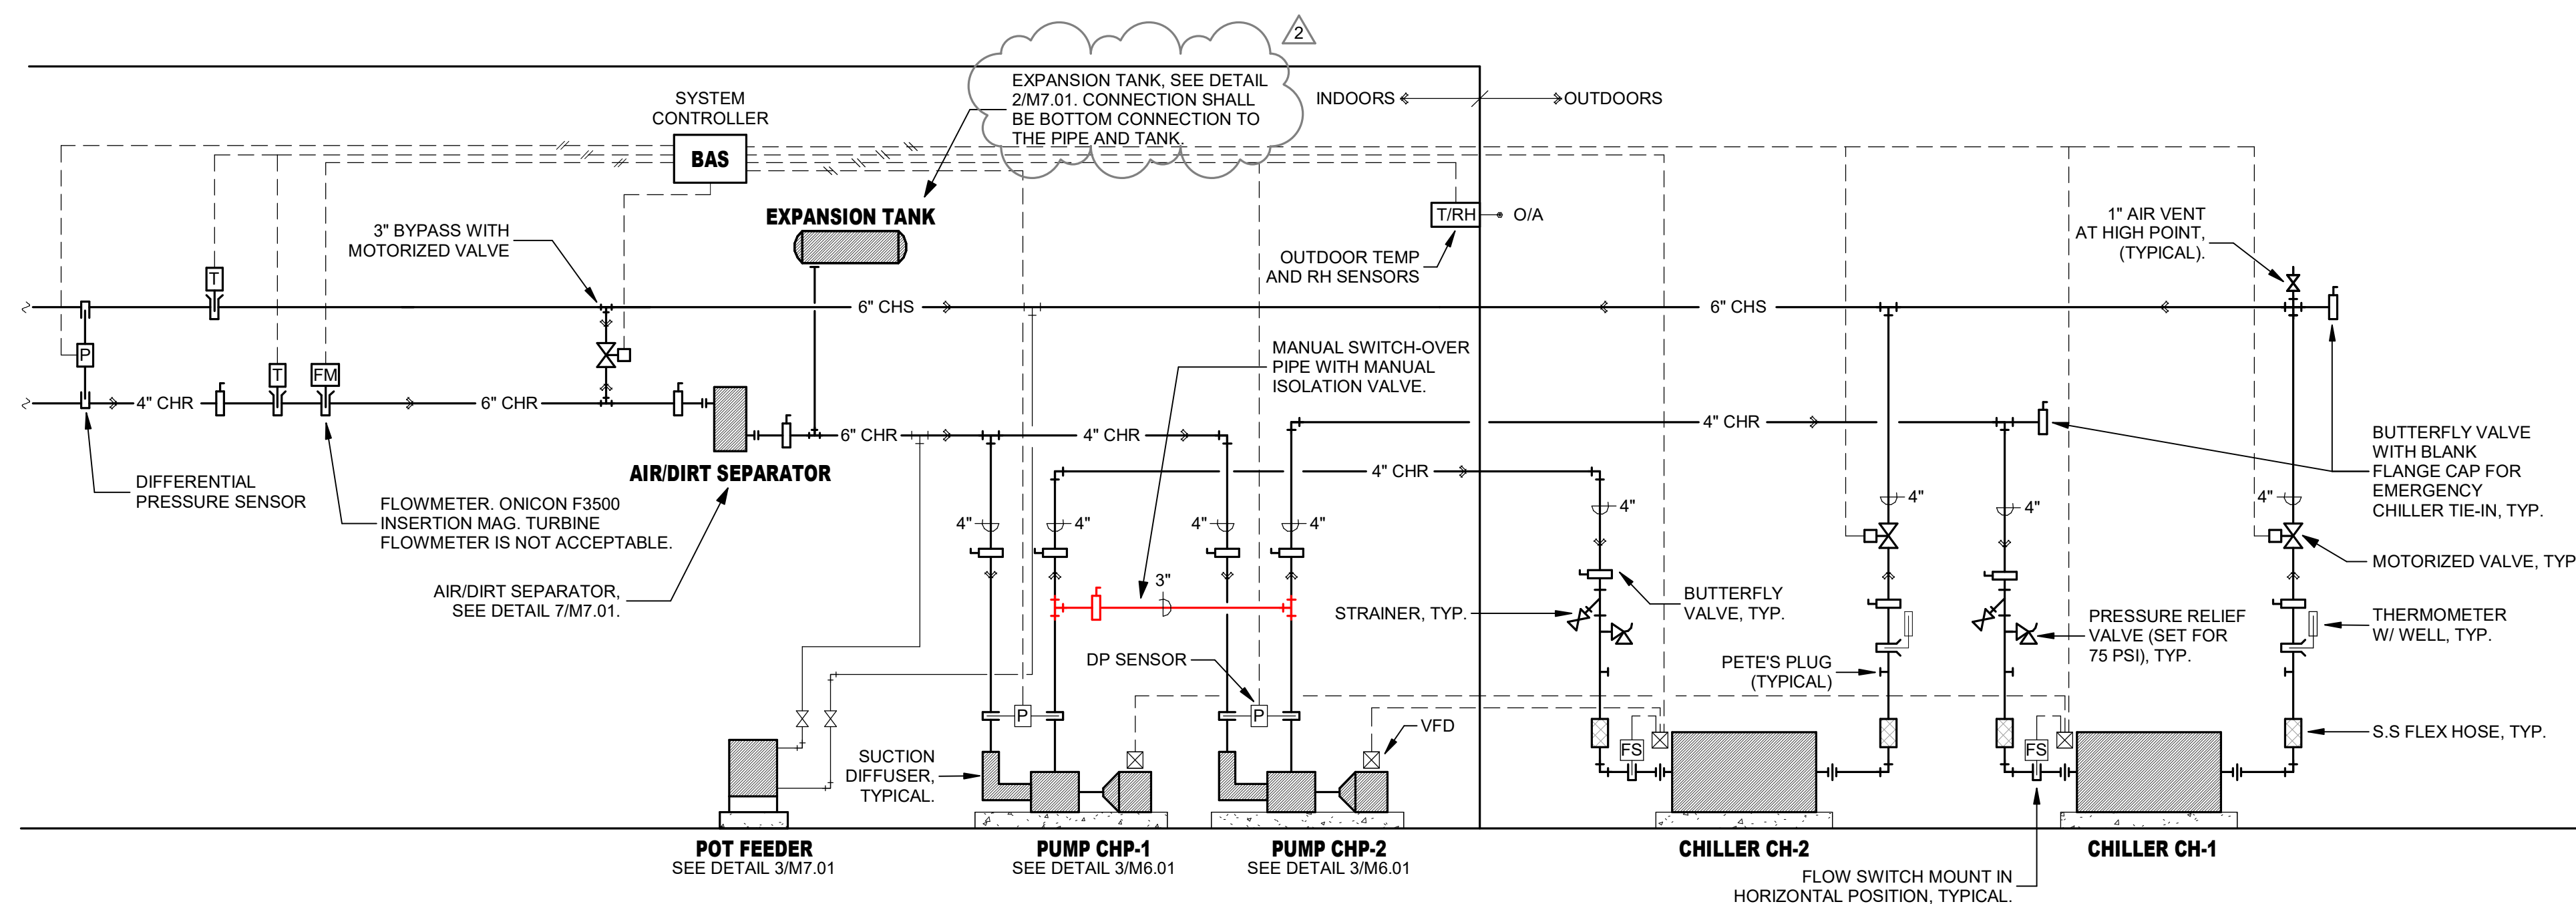 2
EXPANSION TANK, SEE DETAIL
2/M7.01. CONNECTION SHALL
BE BOTTOM CONNECTION TO
THE PIPE AND TANK.
INDOORS
OUTDOORS
SYSTEM
CONTROLLER
BAS
EXPANSION TANK
3" BYPASS WITH
MOTORIZED VALVE
T/RH
O/A
OUTDOOR TEMP
AND RH SENSORS
1" AIR VENT
AT HIGH POINT,
(TYPICAL).
T
6" CHS
6" CHS
P
T
FM
4" CHR
6" CHR
MANUAL SWITCH-OVER
PIPE WITH MANUAL
ISOLATION VALVE.
6" CHR
4" CHR
4" CHR
4" CHR
AIR/DIRT SEPARATOR
DIFFERENTIAL
PRESSURE SENSOR
FLOWMETER. ONICON F3500
INSERTION MAG. TURBINE
FLOWMETER IS NOT ACCEPTABLE.
AIR/DIRT SEPARATOR,
SEE DETAIL 7/M7.01.
BUTTERFLY VALVE
WITH BLANK
FLANGE CAP FOR
EMERGENCY
CHILLER TIE-IN, TYP.
4"
4"
4"
4"
4"
4"
4"
4"
3"
MOTORIZED VALVE, TYP
STRAINER, TYP.
BUTTERFLY
VALVE, TYP.
PRESSURE RELIEF
VALVE (SET FOR
75 PSI), TYP.
THERMOMETER
W/ WELL, TYP.
DP SENSOR
PETE'S PLUG
(TYPICAL)
P
P
VFD
SUCTION
DIFFUSER,
TYPICAL.
FS
FS
S.S FLEX HOSE, TYP.
POT FEEDER
SEE DETAIL 3/M7.01
PUMP CHP-1
SEE DETAIL 3/M6.01
PUMP CHP-2
SEE DETAIL 3/M6.01
CHILLER CH-2
CHILLER CH-1
FLOW SWITCH MOUNT IN
HORIZONTAL POSITION, TYPICAL.